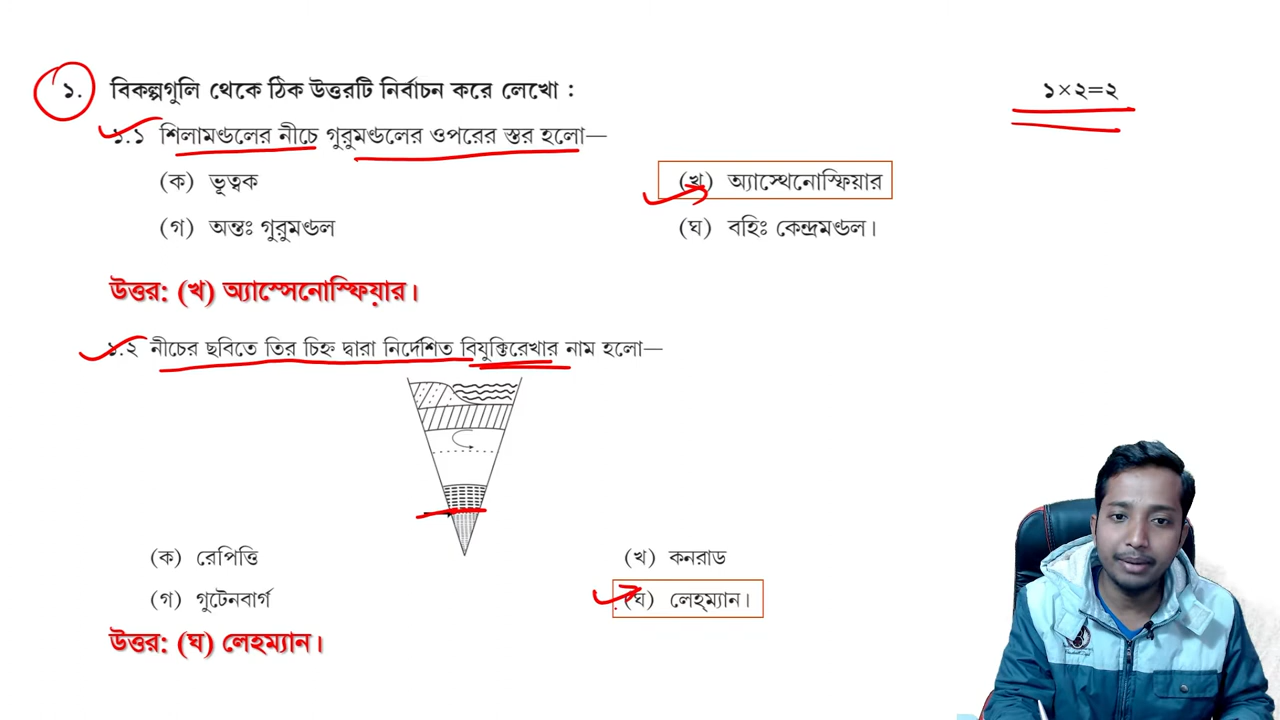 ১. বিকল্পগুলি থেকে ঠিক উত্তরটি নির্বাচন করে লেখো : ১×২=২
১.১ শিলামণ্ডলের নীচে গুরুমণ্ডলের ওপরের স্তর হলো—
(ক) ভূত্বক (খ) অ্যাস্থেনোস্ফিয়ার
(গ) অন্তঃ গুরুমণ্ডল (ঘ) বহিঃ কেন্দ্রমণ্ডল।
উত্তর: (খ) অ্যাস্সেনোস্ফিয়ার।
১.২ নীচের ছবিতে তির চিহ্ন দ্বারা নির্দেশিত বিযুক্তিরেখার নাম হলো—
(ক) রেপিত্তি (খ) কনরাড
(গ) গুটেনবার্গ (ঘ) লেহ্ম্যান।
উত্তর: (ঘ) লেহম্যান।